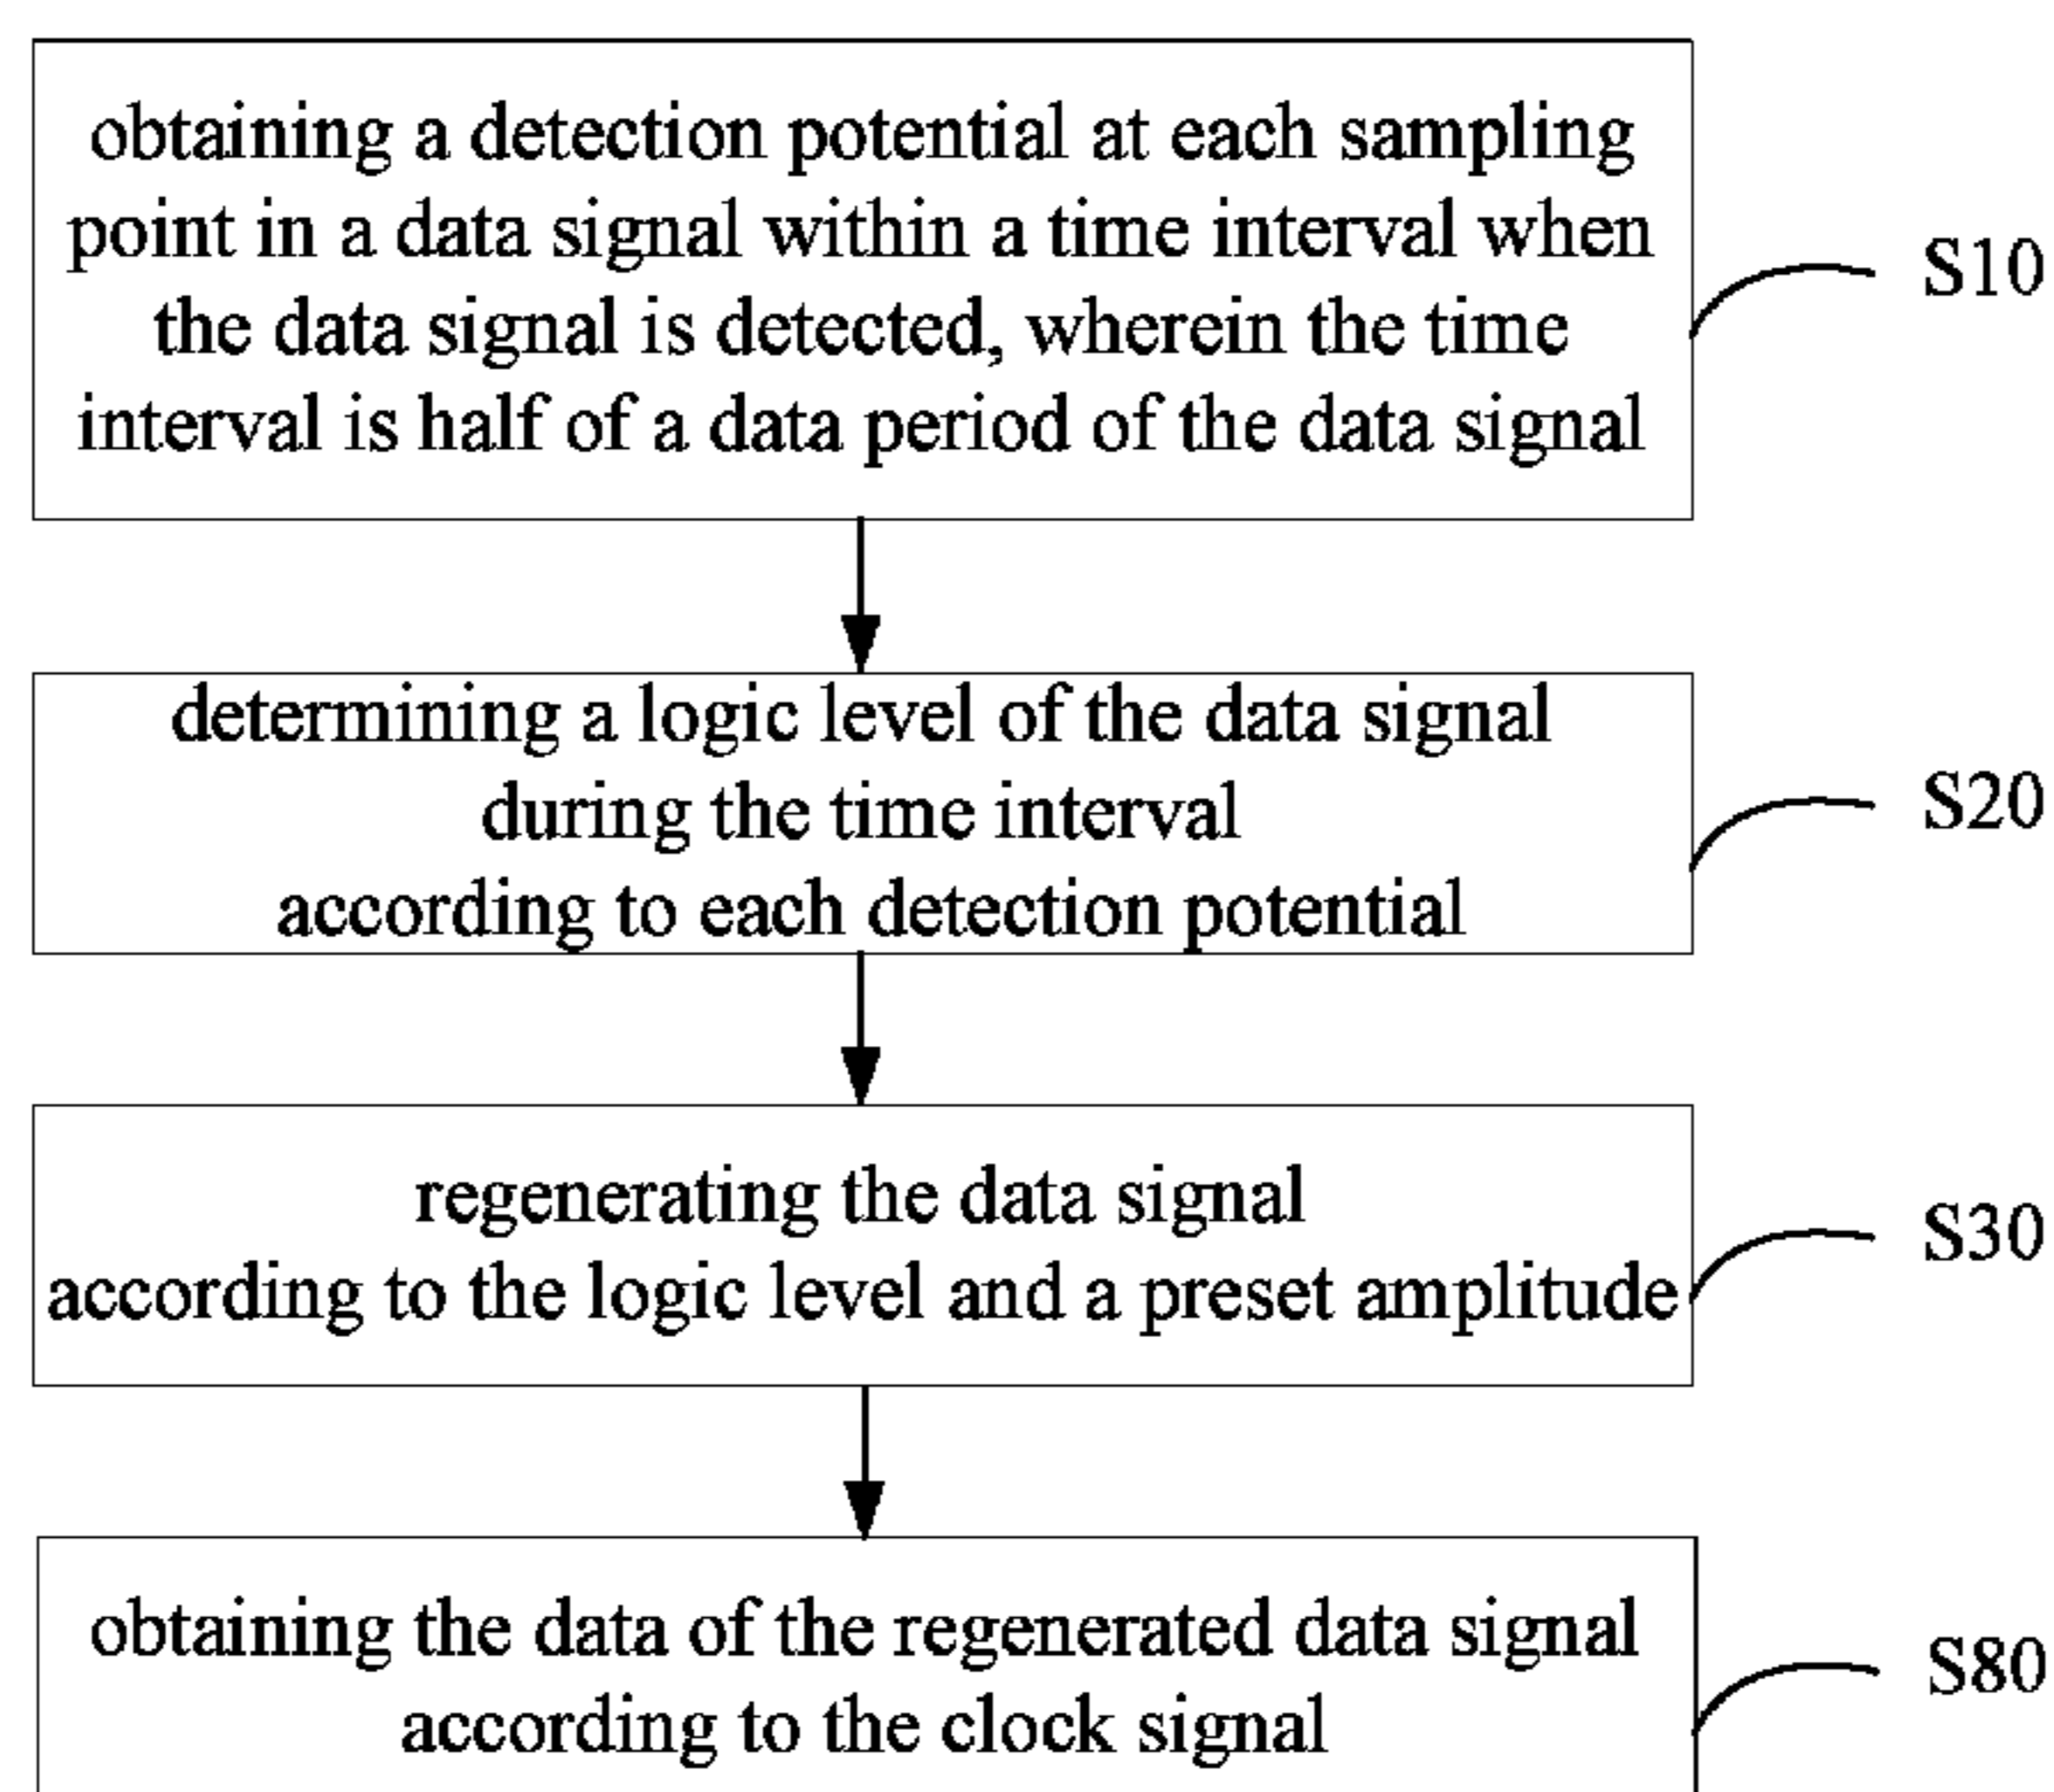 obtaining a detection potential at each sampling
point in a data signal within a time interval when
the data signal is detected, wherein the time
interval is half of a data period of the data signal
S10
determining a logic level of the data signal
during the time interval
according to each detection potential
S20
regenerating the data signal
according to the logic level and a preset amplitude
S30
obtaining the data of the regenerated data signal
according to the clock signal
S80